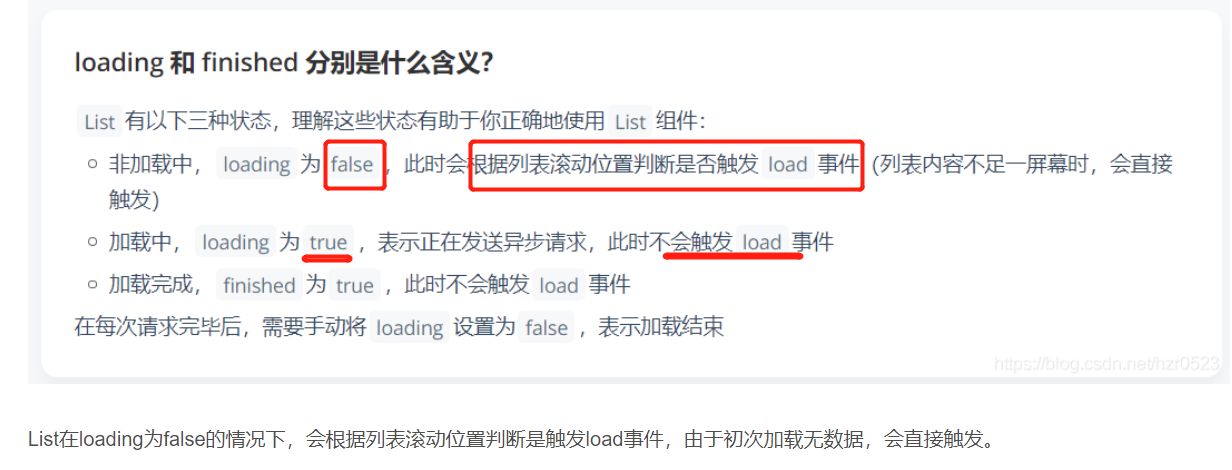 loading 和 finished 分别是什么含义？
List 有以下三种状态，理解这些状态有助于你正确地使用 List 组件：
非加载中， loading 为 false ，此时会根据列表滚动位置判断是否触发 load 事件 (列表内容不足一屏幕时，会直接
触发)
加载中， loading 为 true ，表示正在发送异步请求，此时不会触发 load 事件
加载完成， finished 为 true ，此时不会触发 load 事件
在每次请求完毕后，需要手动将 loading 设置为 false ，表示加载结束
https://blog.csdn.net/hzr0523
List在loading为false的情况下，会根据列表滚动位置判断是触发load事件，由于初次加载无数据，会直接触发。